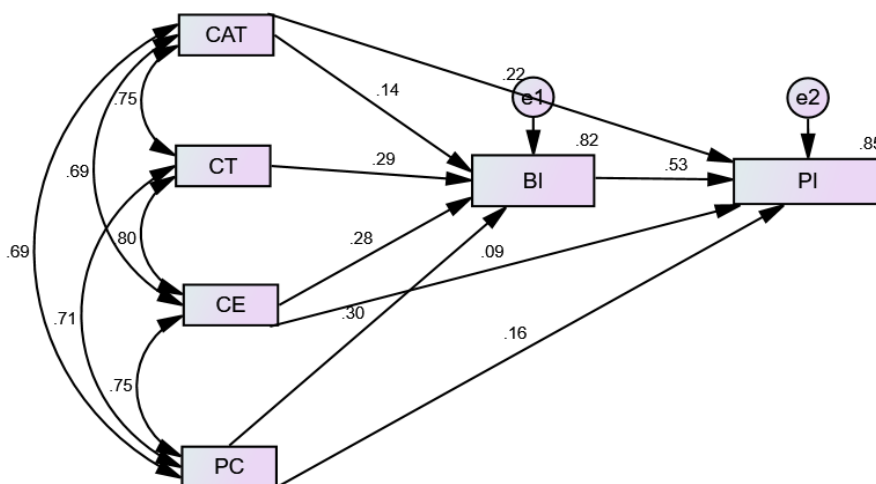 CAT
.22
e1
e2
.75
.14
.82
.85
CT
.29
BI
.53
PI
.69
.80
.28
.09
.69
CE
.30
.71
.16
.75
PC